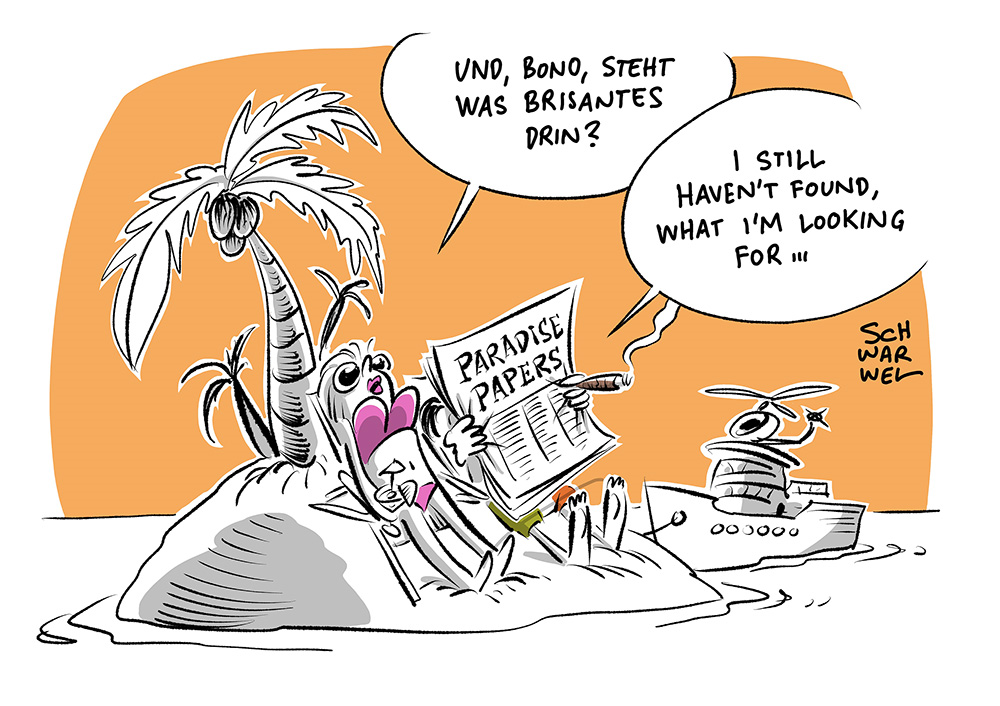 UND, BONO, STEHT
WAS BRISANTES
DRIN?
I STILL
HAVEN'T FOUND,
WHAT I'M LOOKING
FOR ...
PARADISE
PAPERS
SCH
WAR
WEL